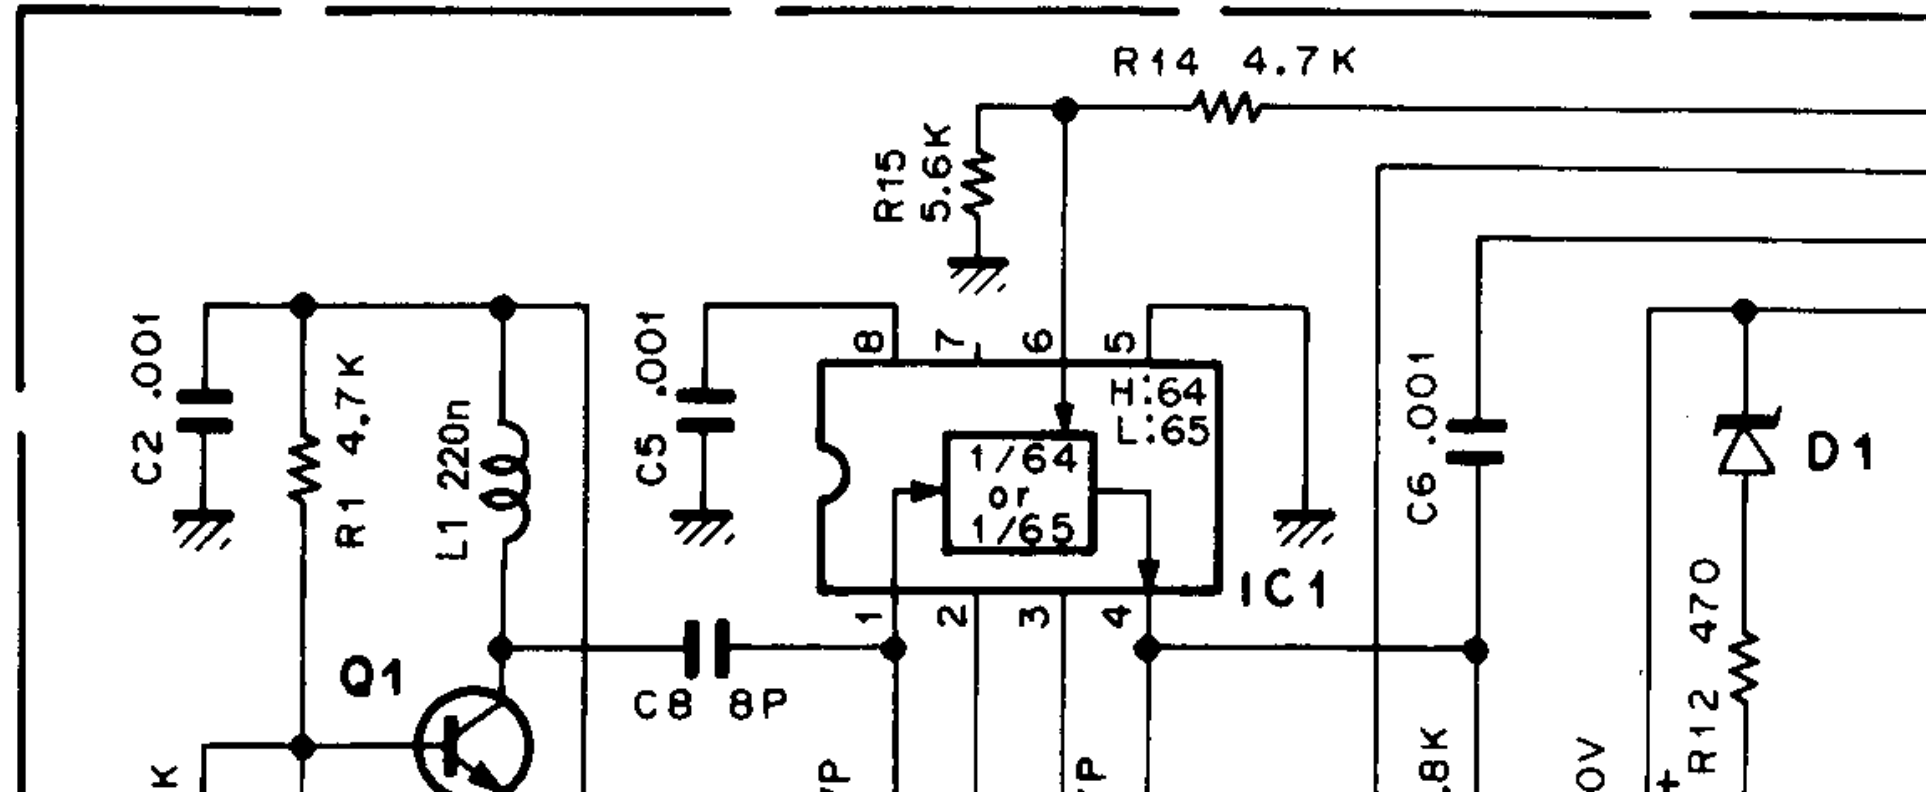 R14 4.7K
R15
5.6K
C2 .001
R1 4.7K
L1 220n
C5 .001
8
7
6
5
H:64
L:65
1/64
or
1/65
IC1
1
2
3
4
C6 .001
D1
R12 470
Q1
C8 8P
K
P
P
.8K
0V
+